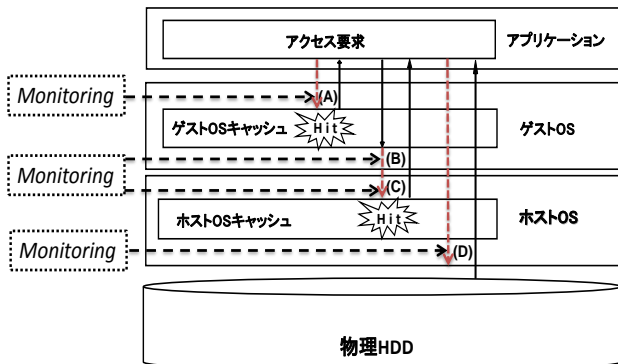 アクセス要求
アプリケーション
Monitoring
(A)
ゲストOSキャッシュ
Hit
ゲストOS
Monitoring
(B)
(C)
ホストOSキャッシュ
Hit
ホストOS
Monitoring
(D)
物理HDD